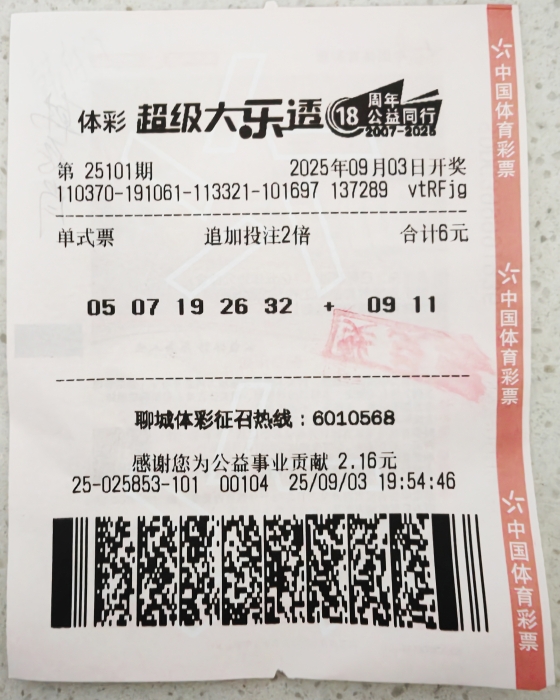 体彩 超级大乐透 18 周年 公益同行 2007-2025
第 25101期 2025年09月03日开奖
110370-191061-113321-101697 137289 vtRFjg
单式票 追加投注2倍 合计6元
05 07 19 26 32 + 09 11
聊城体彩征召热线：6010568
感谢您为公益事业贡献 2.16元
25-025853-101 00104 25/09/03 19:54:46
中国体育彩票
中国体育彩票
中国体育彩票